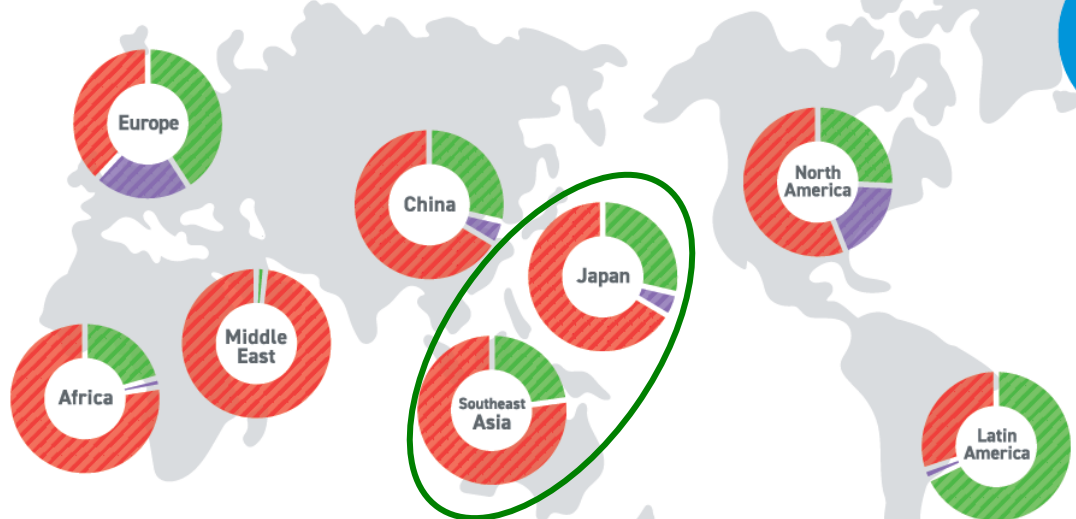 Europe
China
North
America
Japan
Middle
East
Africa
Southeast
Asia
Latin
America